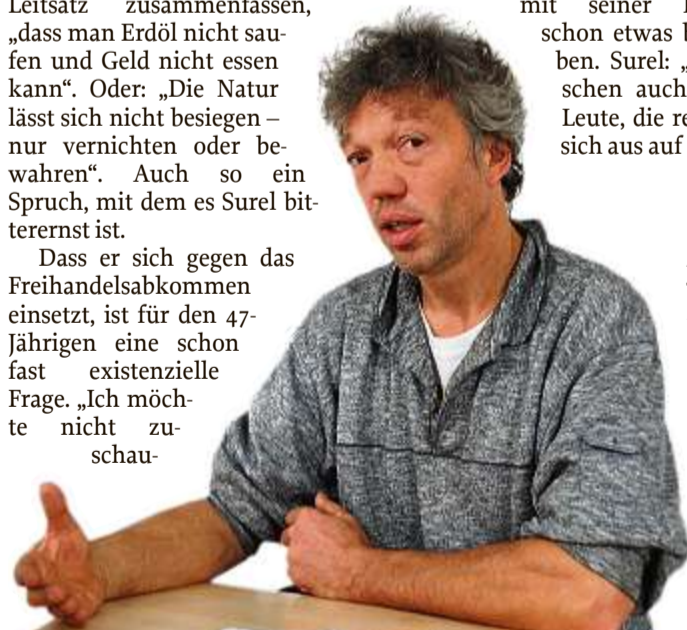 Leitsatz zusammenfassen,
„dass man Erdöl nicht sau-
fen und Geld nicht essen
kann“. Oder: „Die Natur
lässt sich nicht besiegen –
nur vernichten oder be-
wahren“. Auch so ein
Spruch, mit dem es Surel bit-
terernst ist.
Dass er sich gegen das
Freihandelsabkommen
einsetzt, ist für den 47-
Jährigen eine schon
fast existenzielle
Frage. „Ich möch-
te nicht zu-
schau-
mit seiner
schon etwas
ben. Surel: „
schen auch
Leute, die re
sich aus auf